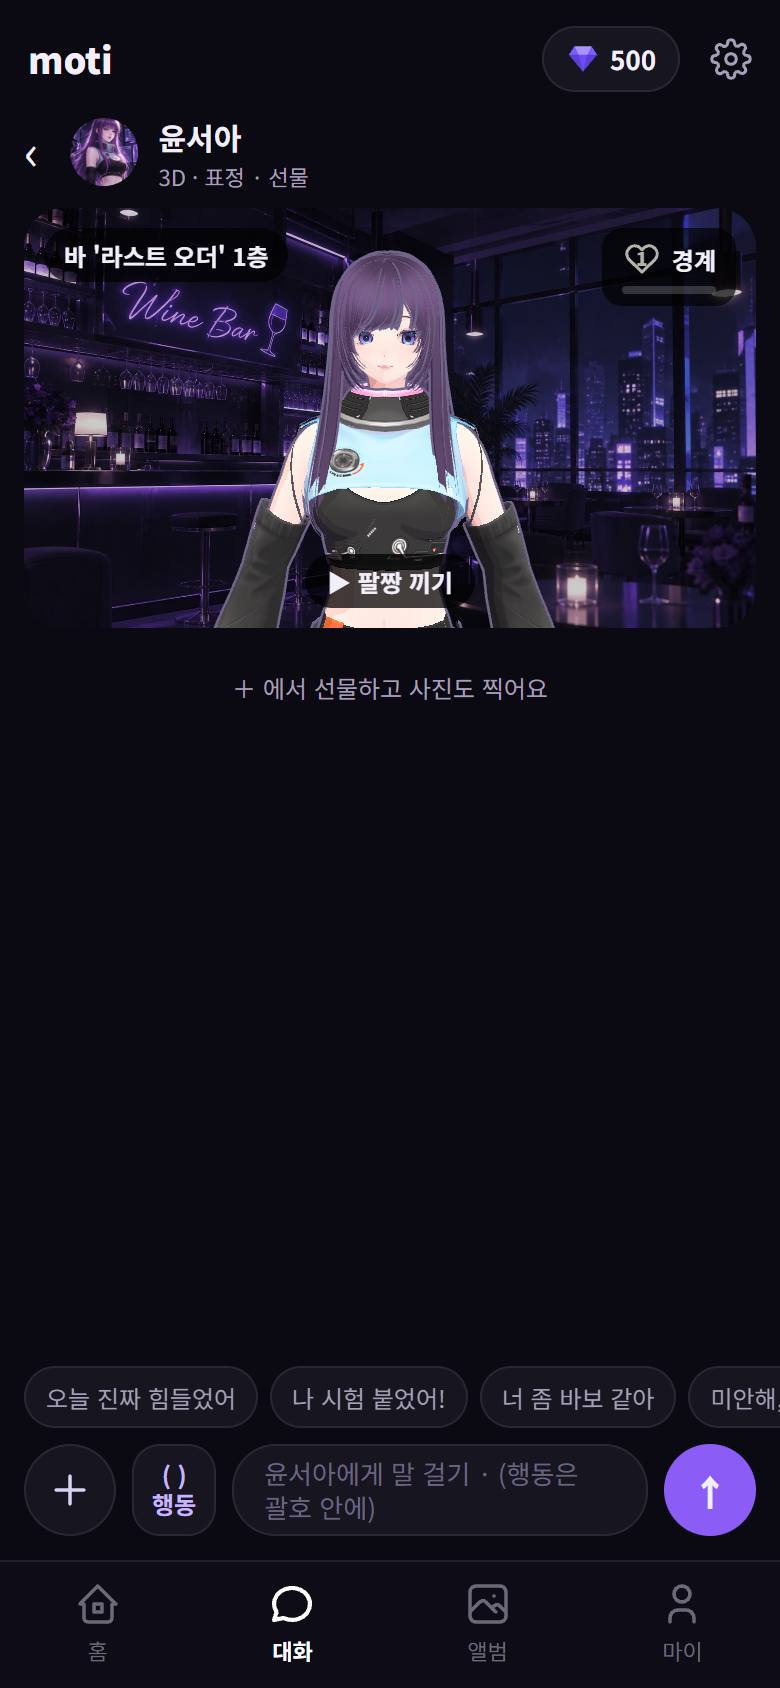 moti
500
윤서아
3D · 표정 · 선물
바 '라스트 오더' 1층
1 경계
Wine Bar
▶ 팔짱 끼기
+ 에서 선물하고 사진도 찍어요
오늘 진짜 힘들었어
나 시험 붙었어!
너 좀 바보 같아
미안해,
( )
행동
윤서아에게 말 걸기 · (행동은
괄호 안에)
홈
대화
앨범
마이